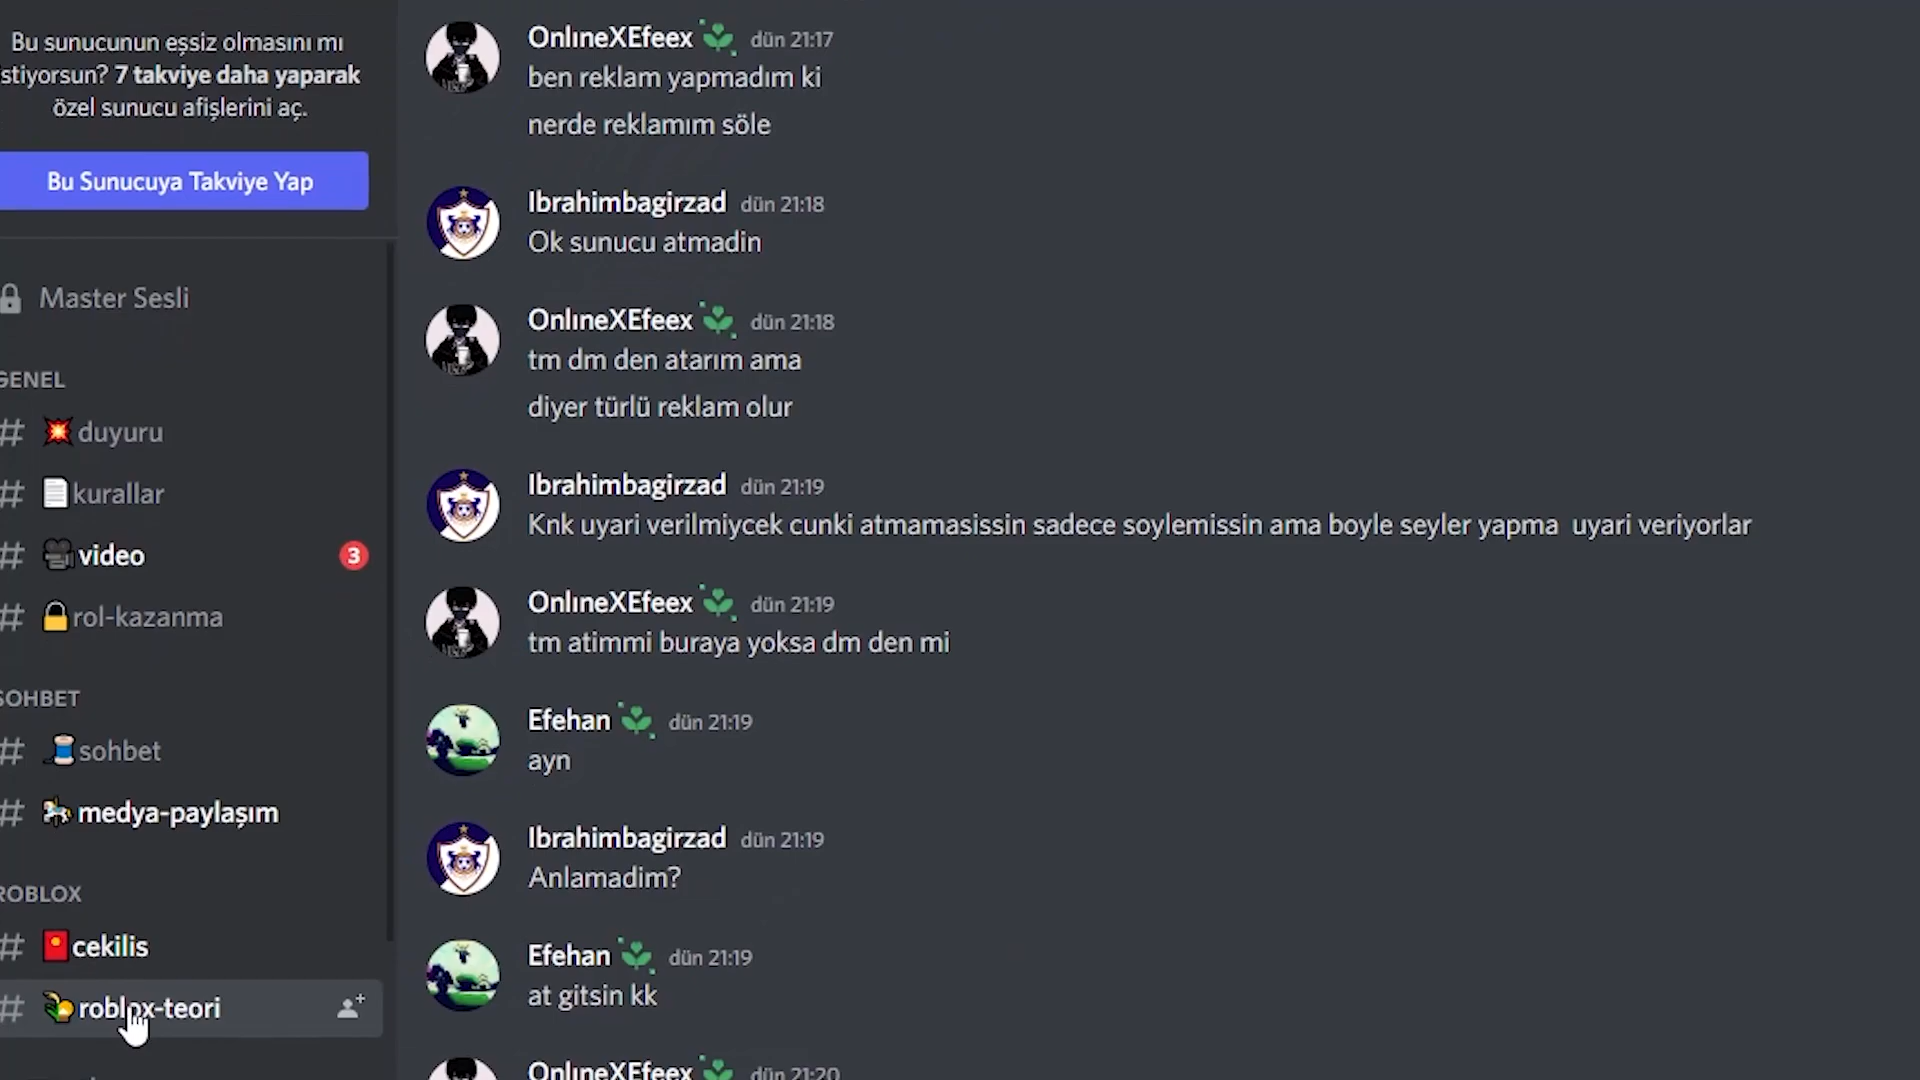 Bu sunucunun eşsiz olmasını mı
stiyorsun? 7 takviye daha yaparak
özel sunucu afişlerini aç.
Bu Sunucuya Takviye Yap
Master Sesli
GENEL
# duyuru
# kurallar
# video 3
# rol-kazanma
SOHBET
# sohbet
# medya-paylaşım
ROBLOX
# cekilis
# roblox-teori
OnlıneXEfeex dün 21:17
ben reklam yapmadım ki
nerde reklamım söle
Ibrahimbagirzad dün 21:18
Ok sunucu atmadin
OnlıneXEfeex dün 21:18
tm dm den atarım ama
diyer türlü reklam olur
Ibrahimbagirzad dün 21:19
Knk uyari verilmiycek cunki atmamasissin sadece soylemissin ama boyle seyler yapma uyari veriyorlar
OnlıneXEfeex dün 21:19
tm atimmi buraya yoksa dm den mi
Efehan dün 21:19
ayn
Ibrahimbagirzad dün 21:19
Anlamadim?
Efehan dün 21:19
at gitsin kk
OnlıneXEfeex dün 21:20